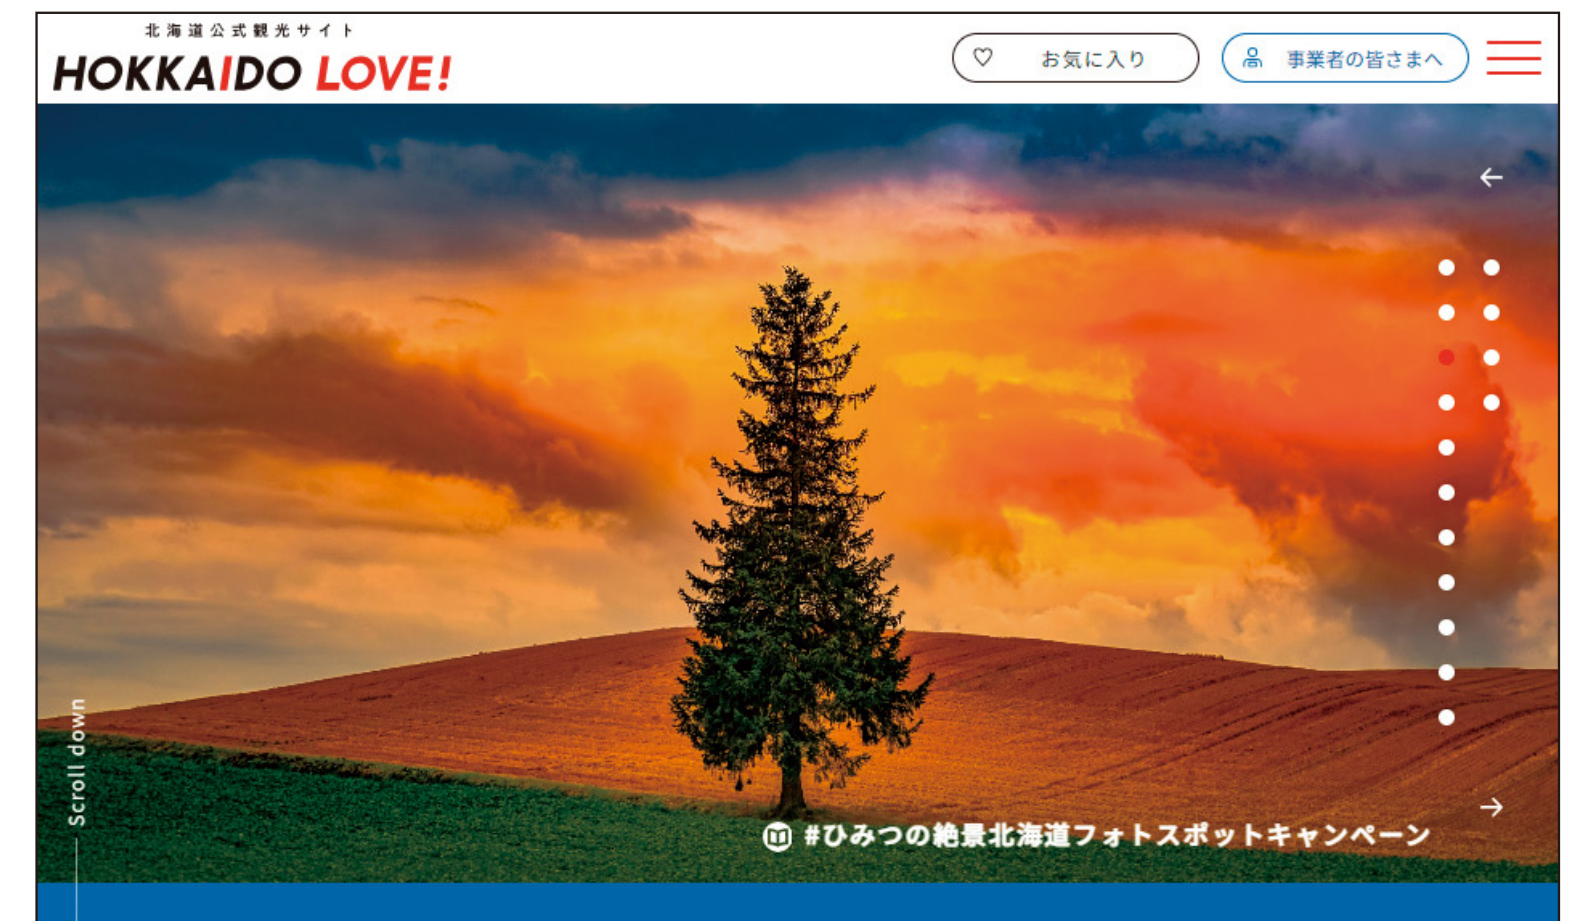 北海道公式観光サイト
HOKKAIDO LOVE!
お気に入り
事業者の皆さまへ
Scroll down
#ひみつの絶景北海道フォトスポットキャンペーン